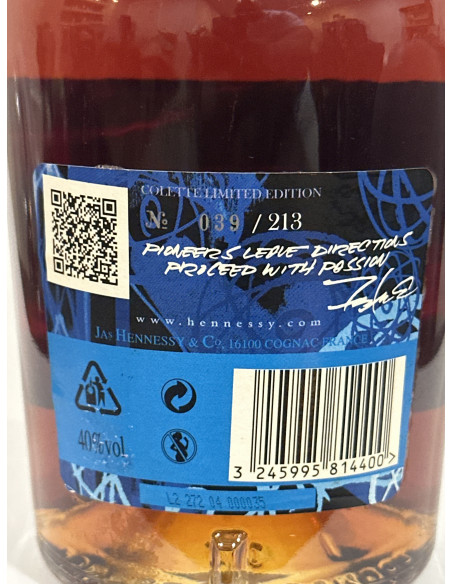 COLETTE LIMITED EDITION
№ 039 / 213
PIONEERS LEAVE DIRECTIONS
PROCEED WITH PASSION
www.hennessy.com
JAS HENNESSY & CO, 16100 COGNAC FRANCE
40%vol
3 245995 814400>
L2 272 04 000035